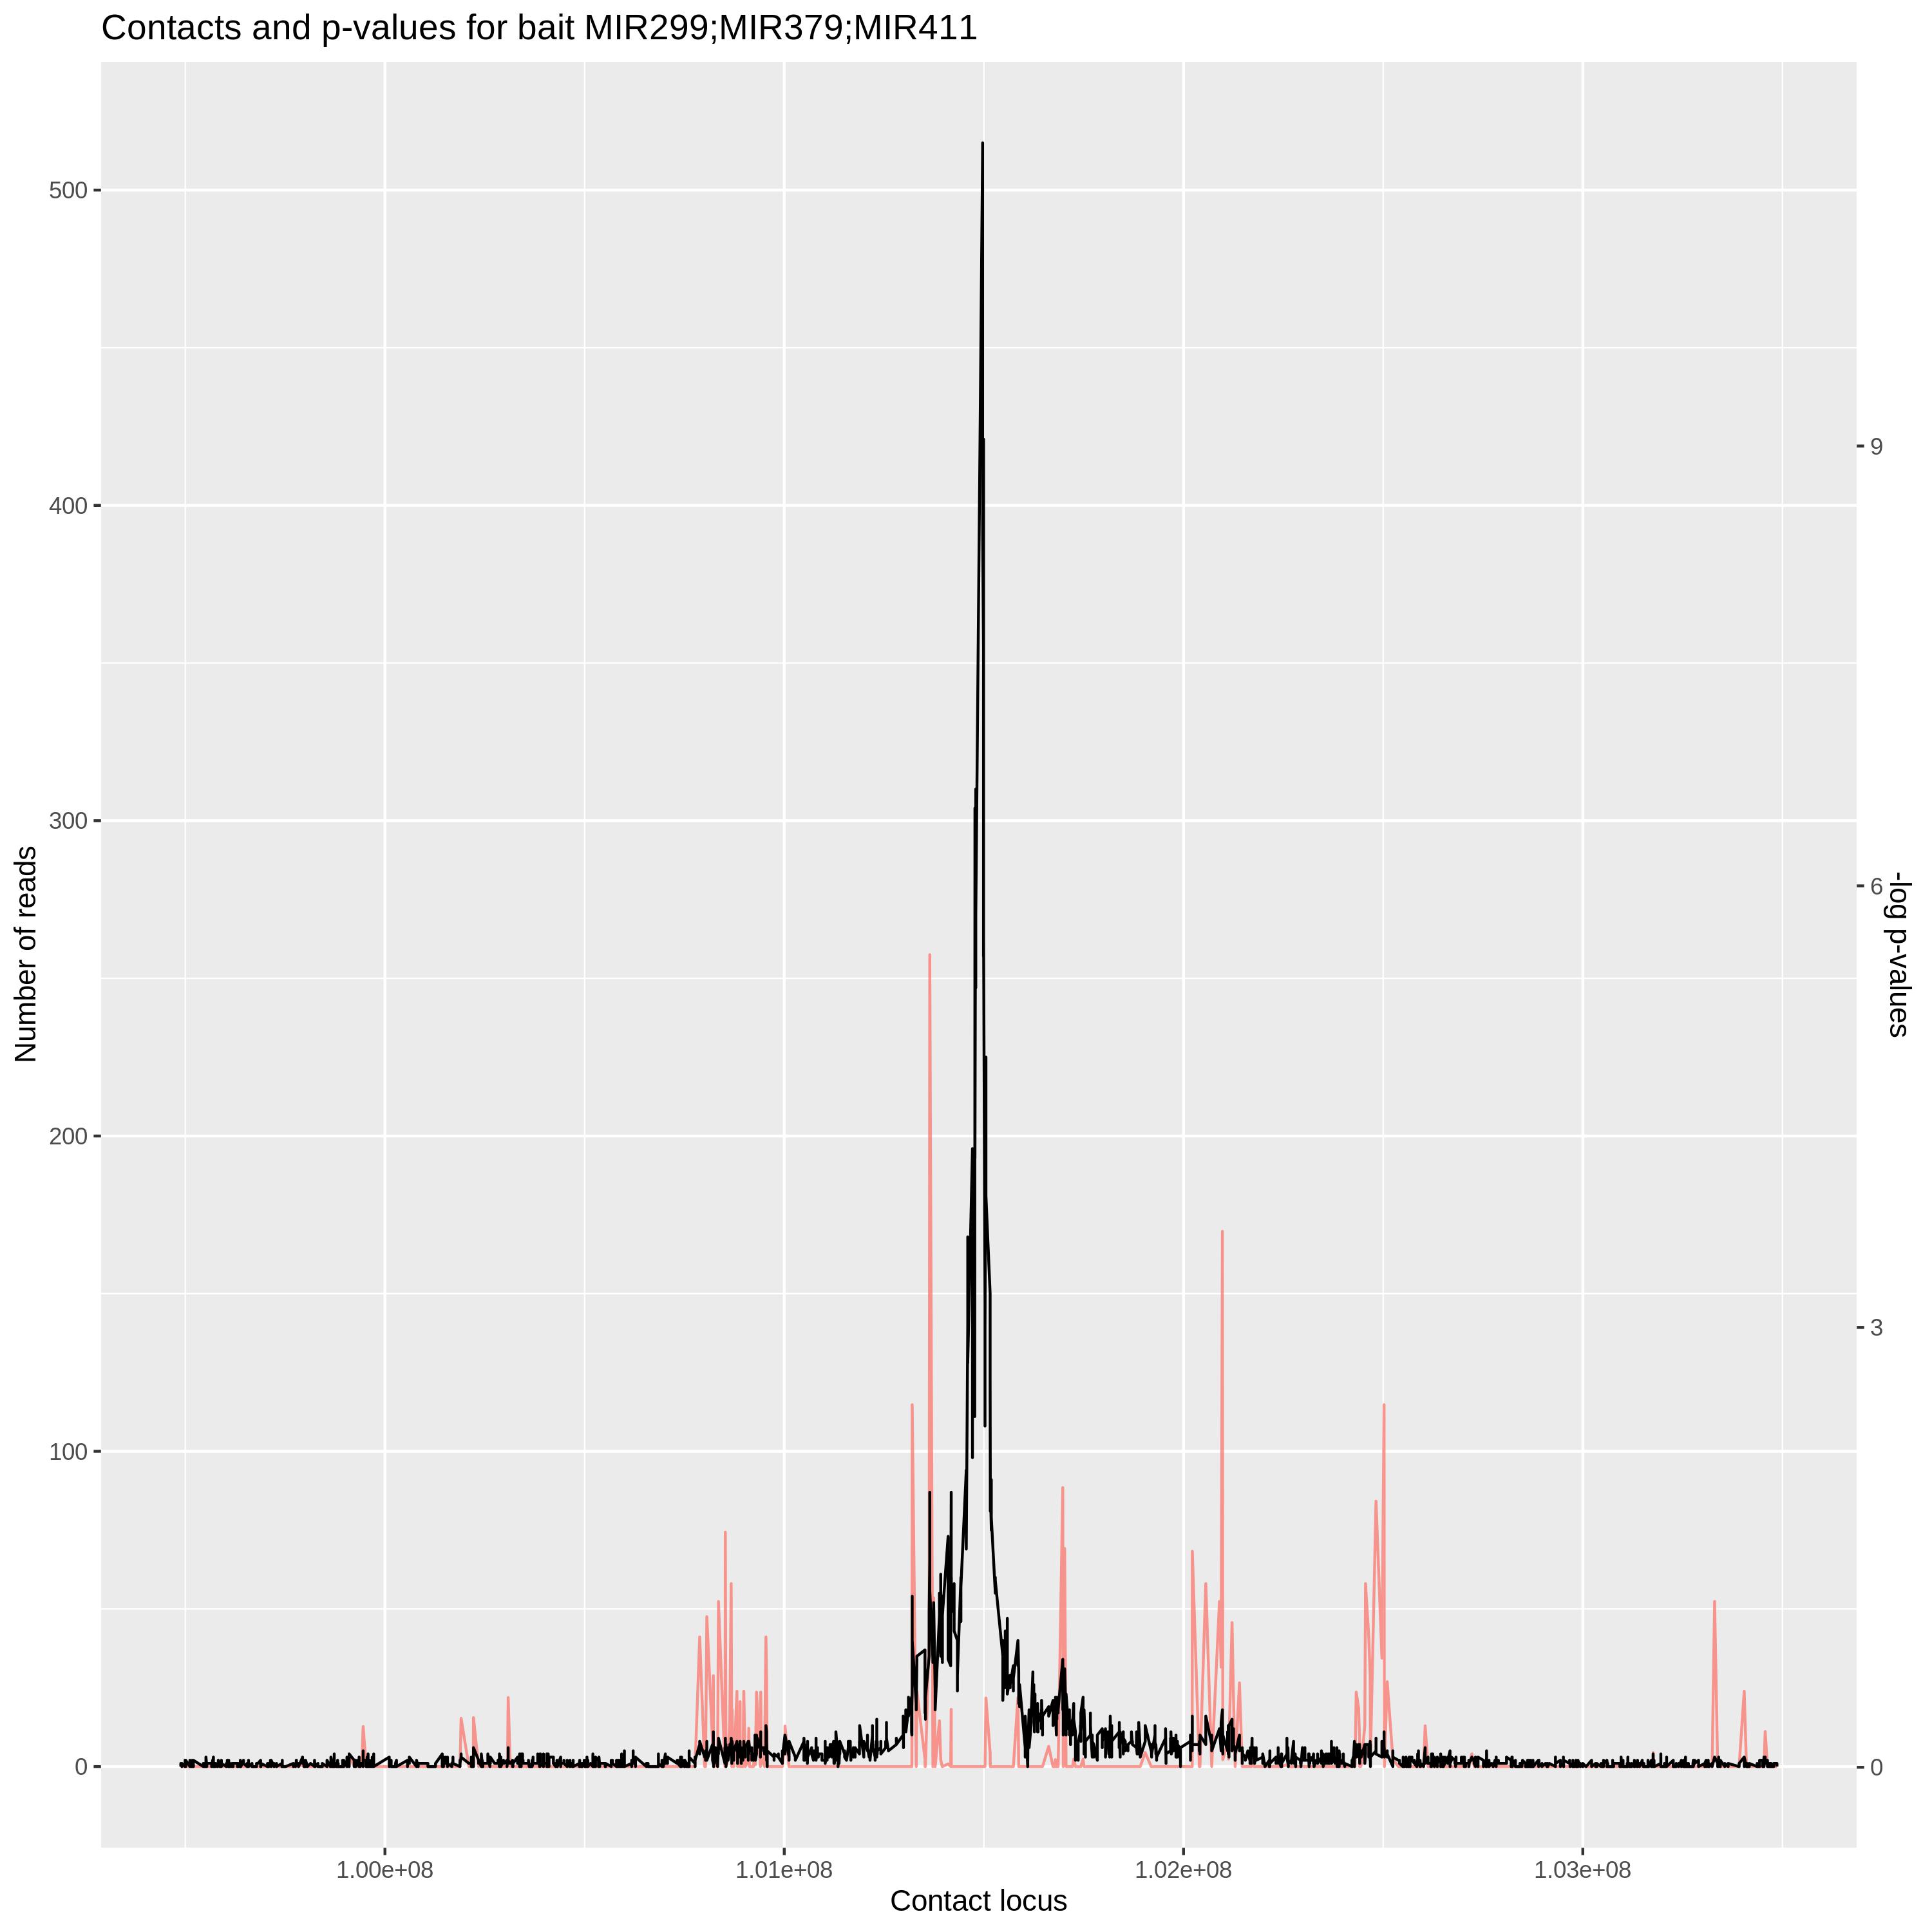 Contacts and p-values for bait MIR299;MIR379;MIR411
500
400
300
200
100
0
Number of reads
9
6
3
0
-log p-values
1.00e+08 1.01e+08 1.02e+08 1.03e+08
Contact locus